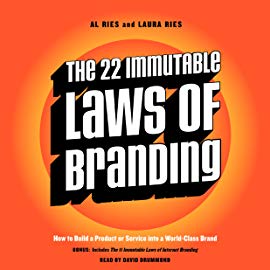 AL RIES and LAURA RIES
THE 22 IMMUTABLE
LAWS OF
BRANDING
How to Build a Product or Service into a World-Class Brand
BONUS: Includes The 11 Immutable Laws of Internet Branding
READ BY DAVID DRUMMOND